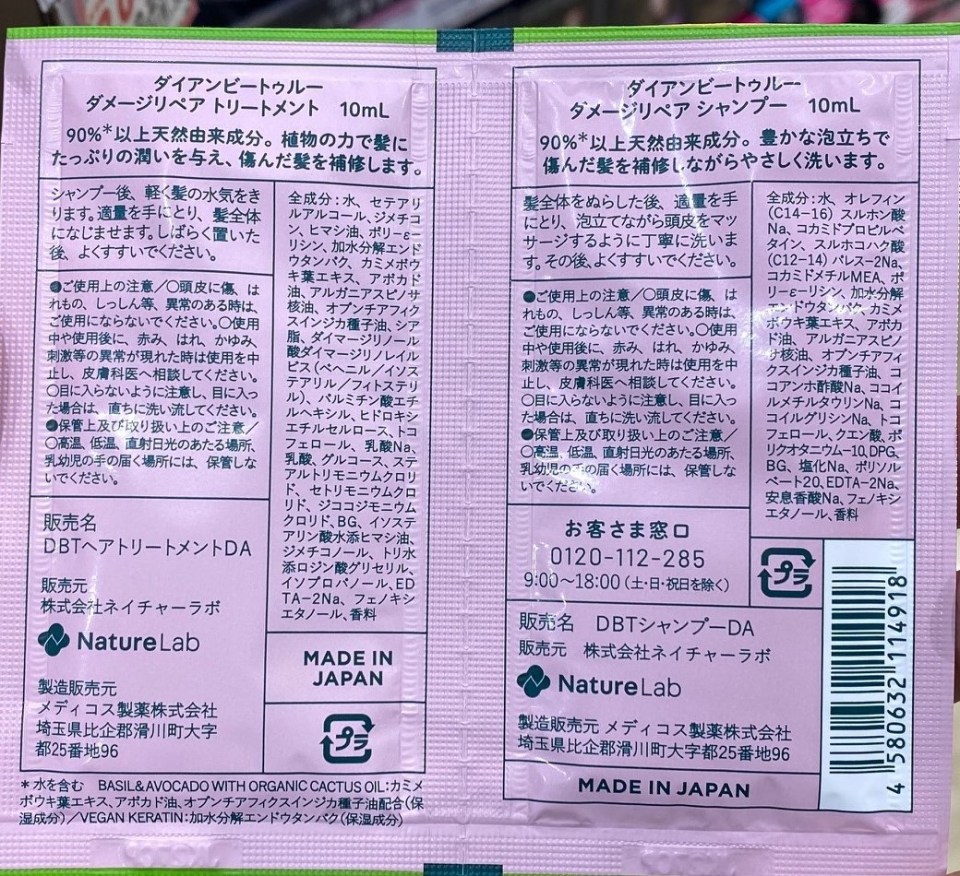 ダイアンビートゥルー
ダメージリペア トリートメント 10mL
90%*以上天然由来成分。植物の力で髪に
たっぷりの潤いを与え、傷んだ髪を補修します。
シャンプー後、軽く髪の水気をき
ります。適量を手にとり、髪全体
になじませます。しばらく置いた
後、よくすすいでください。
●ご使用上の注意/○頭皮に傷、は
れもの、しっしん等、異常のある時は、
ご使用にならないでください。○使用
中や使用後に、赤み、はれ、かゆみ、
刺激等の異常が現れた時は使用を中
止し、皮膚科医へ相談してください。
○目に入らないように注意し、目に入っ
た場合は、直ちに洗い流してください。
●保管上及び取り扱い上のご注意/
○高温、低温、直射日光のあたる場所、
乳幼児の手の届く場所には、保管しな
いでください。
販売名
DBTヘアトリートメントDA
販売元
株式会社ネイチャーラボ
NatureLab
製造販売元
メディコス製薬株式会社
埼玉県比企郡滑川町大字
都25番地96
全成分:水、セテアリ
ルアルコール、ジメチコ
ン、ヒマシ油、ポリ-ε-
リシン、加水分解エンド
ウタンパク、カミメボウ
キ葉エキス、アボカド
油、アルガニアスピノサ
核油、オプンチアフィク
スインジカ種子油、シア
脂、ダイマージリノール
酸ダイマージリノレイル
ビス(ベヘニル/イソス
テアリル/フィトステリ
ル)、パルミチン酸エチ
ルヘキシル、ヒドロキシ
エチルセルロース、トコ
フェロール、乳酸Na、
乳酸、グルコース、ステ
アルトリモニウムクロリ
ド、セトリモニウムクロ
リド、ジココジモニウム
クロリド、BG、イソステ
アリン酸水添ヒマシ油、
ジメチコノール、トリ水
添ロジン酸グリセリル、
イソプロパノール、ED
TA-2Na、フェノキシ
エタノール、香料
MADE IN
JAPAN
プラ
*水を含む BASIL&AVOCADO WITH ORGANIC CACTUS OIL:カミメ
ボウキ葉エキス、アボカド油、オプンチアフィクスインジカ種子油配合(保
湿成分)/VEGAN KERATIN:加水分解エンドウタンパク(保湿成分)
ダイアンビートゥルー
ダメージリペア シャンプー 10mL
90%*以上天然由来成分。豊かな泡立ちで
傷んだ髪を補修しながらやさしく洗います。
髪全体をぬらした後、適量を手
にとり、泡立てながら頭皮をマッ
サージするように丁寧に洗いま
す。その後、よくすすいでください。
●ご使用上の注意/○頭皮に傷、は
れもの、しっしん等、異常のある時は、
ご使用にならないでください。○使用
中や使用後に、赤み、はれ、かゆみ、
刺激等の異常が現れた時は使用を中
止し、皮膚科医へ相談してください。
○目に入らないように注意し、目に入っ
た場合は、直ちに洗い流してください。
●保管上及び取り扱い上のご注意/
○高温、低温、直射日光のあたる場所、
乳幼児の手の届く場所には、保管しな
いでください。
全成分:水、オレフィン
(C14-16)スルホン酸
Na、コカミドプロピルベ
タイン、スルホコハク酸
(C12-14)パレス-2Na、
コカミドメチルMEA、ポ
リ-ε-リシン、加水分解
エンドウタンパク、カミメ
ボウキ葉エキス、アボカ
ド油、アルガニアスピノ
サ核油、オプンチアフィ
クスインジカ種子油、コ
コアンホ酢酸Na、ココイ
ルメチルタウリンNa、コ
コイルグリシンNa、トコ
フェロール、クエン酸、ポ
リクオタニウム-10、DPG、
BG、塩化Na、ポリソル
ベート20、EDTA-2Na、
安息香酸Na、フェノキシ
エタノール、香料
お客さま窓口
0120-112-285
9:00~18:00(土・日・祝日を除く)
プラ
販売名 DBTシャンプーDA
販売元 株式会社ネイチャーラボ
NatureLab
製造販売元 メディコス製薬株式会社
埼玉県比企郡滑川町大字都25番地96
MADE IN JAPAN
4 580632 114918